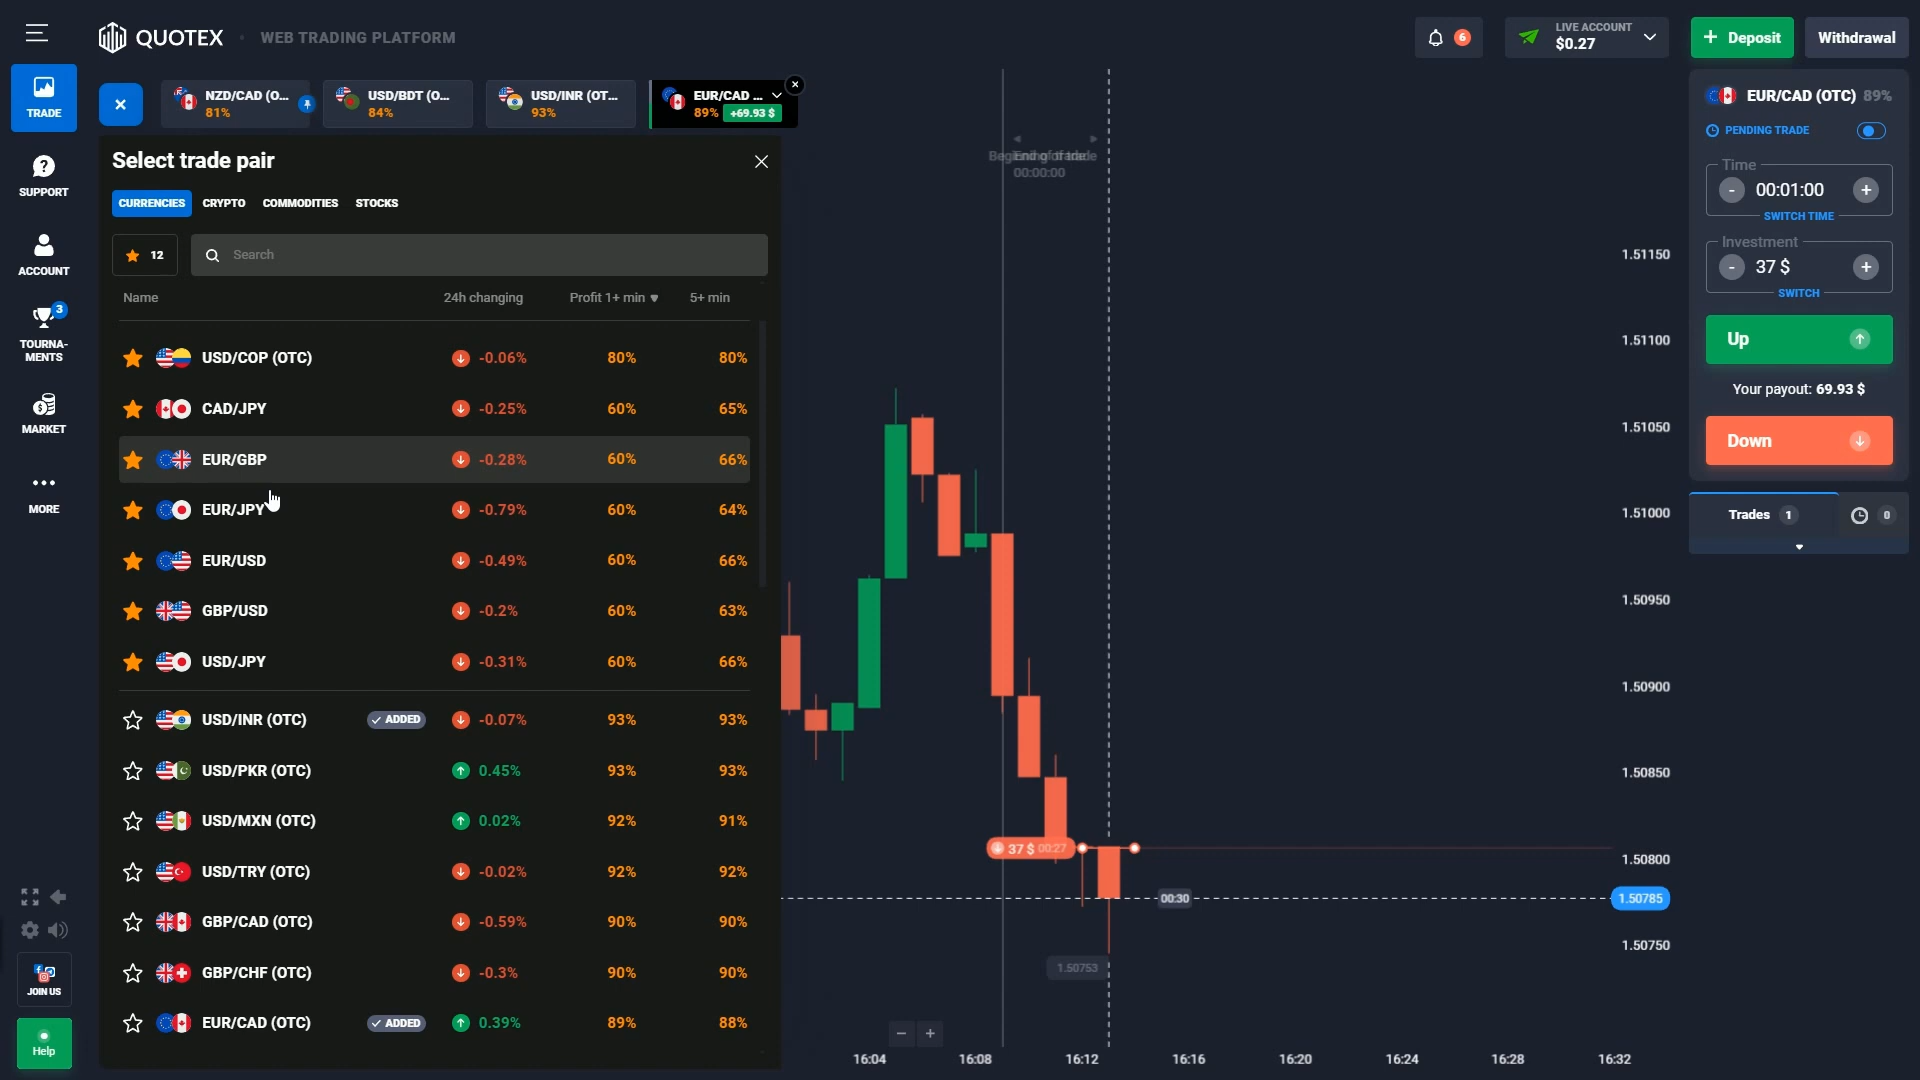 QUOTEX
WEB TRADING PLATFORM
6
LIVE ACCOUNT
$0.27
+ Deposit
Withdrawal
TRADE
SUPPORT
ACCOUNT
3
TOURNA-
MENTS
MARKET
MORE
JOIN US
Help
NZD/CAD (O...
81%
USD/BDT (O...
84%
USD/INR (OT...
93%
EUR/CAD ...
89% +69.93 $
Select trade pair
CURRENCIES CRYPTO COMMODITIES STOCKS
12
Search
Name 24h changing Profit 1+ min 5+ min
USD/COP (OTC) -0.06% 80% 80%
CAD/JPY -0.25% 60% 65%
EUR/GBP -0.28% 60% 66%
EUR/JPY -0.79% 60% 64%
EUR/USD -0.49% 60% 66%
GBP/USD -0.2% 60% 63%
USD/JPY -0.31% 60% 66%
USD/INR (OTC) ADDED -0.07% 93% 93%
USD/PKR (OTC) 0.45% 93% 93%
USD/MXN (OTC) 0.02% 92% 91%
USD/TRY (OTC) -0.02% 92% 92%
GBP/CAD (OTC) -0.59% 90% 90%
GBP/CHF (OTC) -0.3% 90% 90%
EUR/CAD (OTC) ADDED 0.39% 89% 88%
00:00:00
37 $ 00:27
00:30
1.50753
1.51150
1.51100
1.51050
1.51000
1.50950
1.50900
1.50850
1.50800
1.50785
1.50750
16:04 16:08 16:12 16:16 16:20 16:24 16:28 16:32
EUR/CAD (OTC) 89%
PENDING TRADE
Time
- 00:01:00 +
SWITCH TIME
Investment
- 37 $ +
SWITCH
Up
Your payout: 69.93 $
Down
Trades 1
0